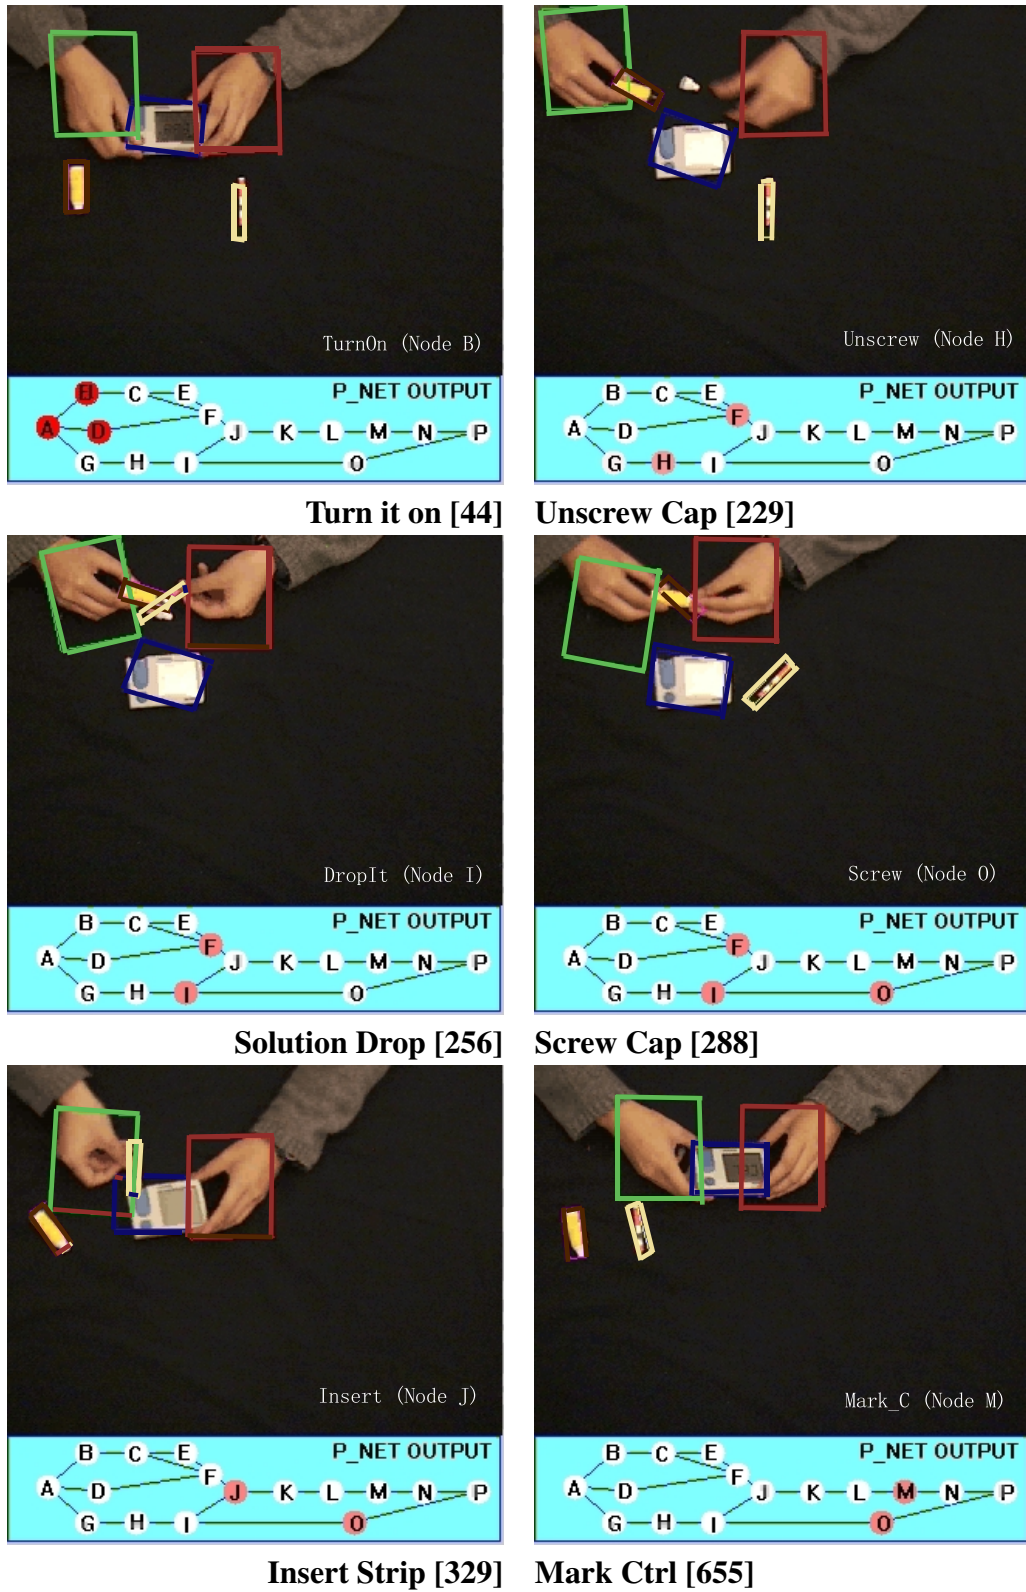 TurnOn (Node B)
B C E P_NET OUTPUT
F
A D J K L M N P
G H I O
Turn it on [44]
Unscrew (Node H)
B C E P_NET OUTPUT
F
A D J K L M N P
G H I O
Unscrew Cap [229]
DropIt (Node I)
B C E P_NET OUTPUT
F
A D J K L M N P
G H I O
Solution Drop [256]
Screw (Node O)
B C E P_NET OUTPUT
F
A D J K L M N P
G H I O
Screw Cap [288]
Insert (Node J)
B C E P_NET OUTPUT
F
A D J K L M N P
G H I O
Insert Strip [329]
Mark_C (Node M)
B C E P_NET OUTPUT
F
A D J K L M N P
G H I O
Mark Ctrl [655]